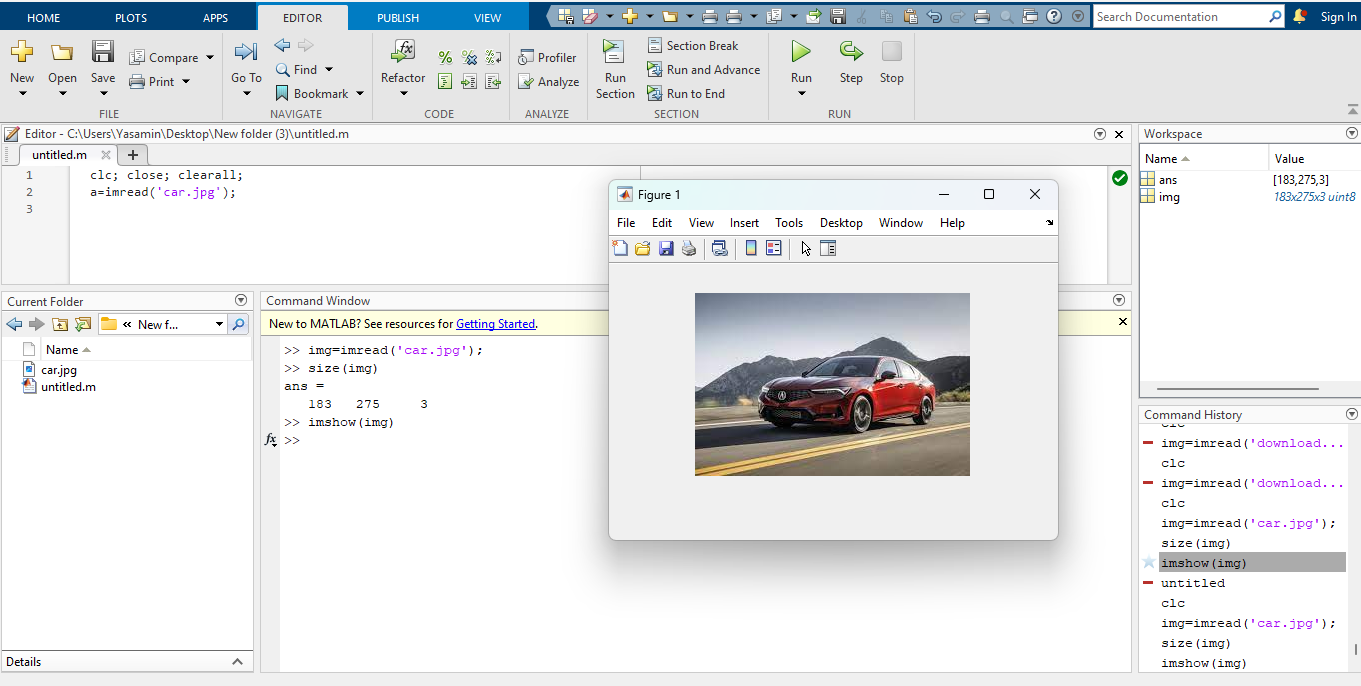 HOME PLOTS APPS EDITOR PUBLISH VIEW Search Documentation Sign In
New Open Save Compare Print
FILE
Go To Find Bookmark
NAVIGATE
Refactor
CODE
Profiler
Analyze
ANALYZE
Run Section
Section Break
Run and Advance
Run to End
SECTION
Run Step Stop
RUN
Editor - C:\Users\Yasamin\Desktop\New folder (3)\untitled.m
untitled.m
1 clc; close; clearall;
2 a=imread('car.jpg');
3
Workspace
Name Value
ans [183,275,3]
img 183x275x3 uint8
Figure 1
File Edit View Insert Tools Desktop Window Help
Current Folder
« New f...
Name
car.jpg
untitled.m
Details
Command Window
New to MATLAB? See resources for Getting Started.
>> img=imread('car.jpg');
>> size(img)
ans =
183 275 3
>> imshow(img)
fx >>
Command History
clc
img=imread('download...
clc
img=imread('download...
clc
img=imread('car.jpg');
size(img)
imshow(img)
untitled
clc
img=imread('car.jpg');
size(img)
imshow(img)